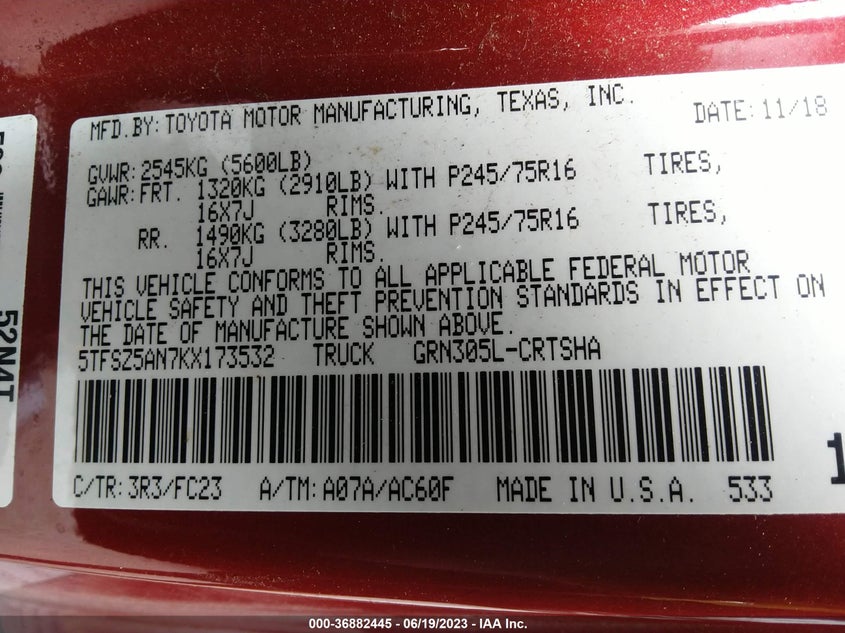 MFD.BY: TOYOTA MOTOR MANUFACTURING, TEXAS, INC. DATE: 11/18
GVWR: 2545KG (5600LB)
GAWR: FRT. 1320KG (2910LB) WITH P245/75R16 TIRES,
16X7J RIMS.
RR. 1490KG (3280LB) WITH P245/75R16 TIRES,
16X7J RIMS.
THIS VEHICLE CONFORMS TO ALL APPLICABLE FEDERAL MOTOR
VEHICLE SAFETY AND THEFT PREVENTION STANDARDS IN EFFECT ON
THE DATE OF MANUFACTURE SHOWN ABOVE.
5TFSZ5AN7KX173532 TRUCK GRN305L-CRTSHA
C/TR: 3R3/FC23 A/TM: A07A/AC60F MADE IN U.S.A. 533
1
52N4T
000-36882445 - 06/19/2023 - IAA Inc.